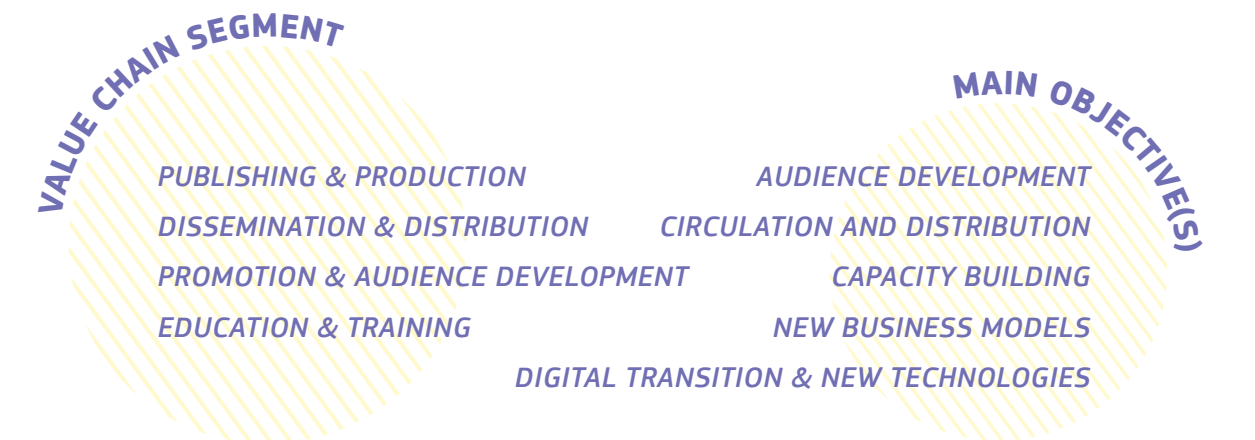 VALUE CHAIN SEGMENT
PUBLISHING & PRODUCTION
DISSEMINATION & DISTRIBUTION
PROMOTION & AUDIENCE DEVELOPMENT
EDUCATION & TRAINING
MAIN OBJECTIVE(S)
AUDIENCE DEVELOPMENT
CIRCULATION AND DISTRIBUTION
CAPACITY BUILDING
NEW BUSINESS MODELS
DIGITAL TRANSITION & NEW TECHNOLOGIES